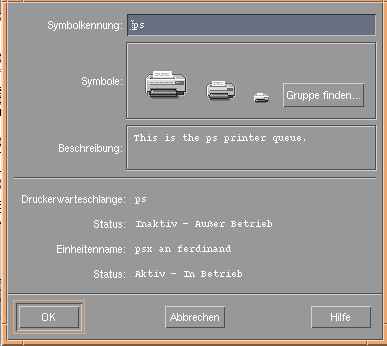 Symbolkennung: ps
Symbole:
Gruppe finden...
Beschreibung: This is the ps printer queue.
Druckerwarteschlange: ps
Status: Inaktiv - Außer Betrieb
Einheitenname: psx an ferdinand
Status: Aktiv - In Betrieb
OK Abbrechen Hilfe